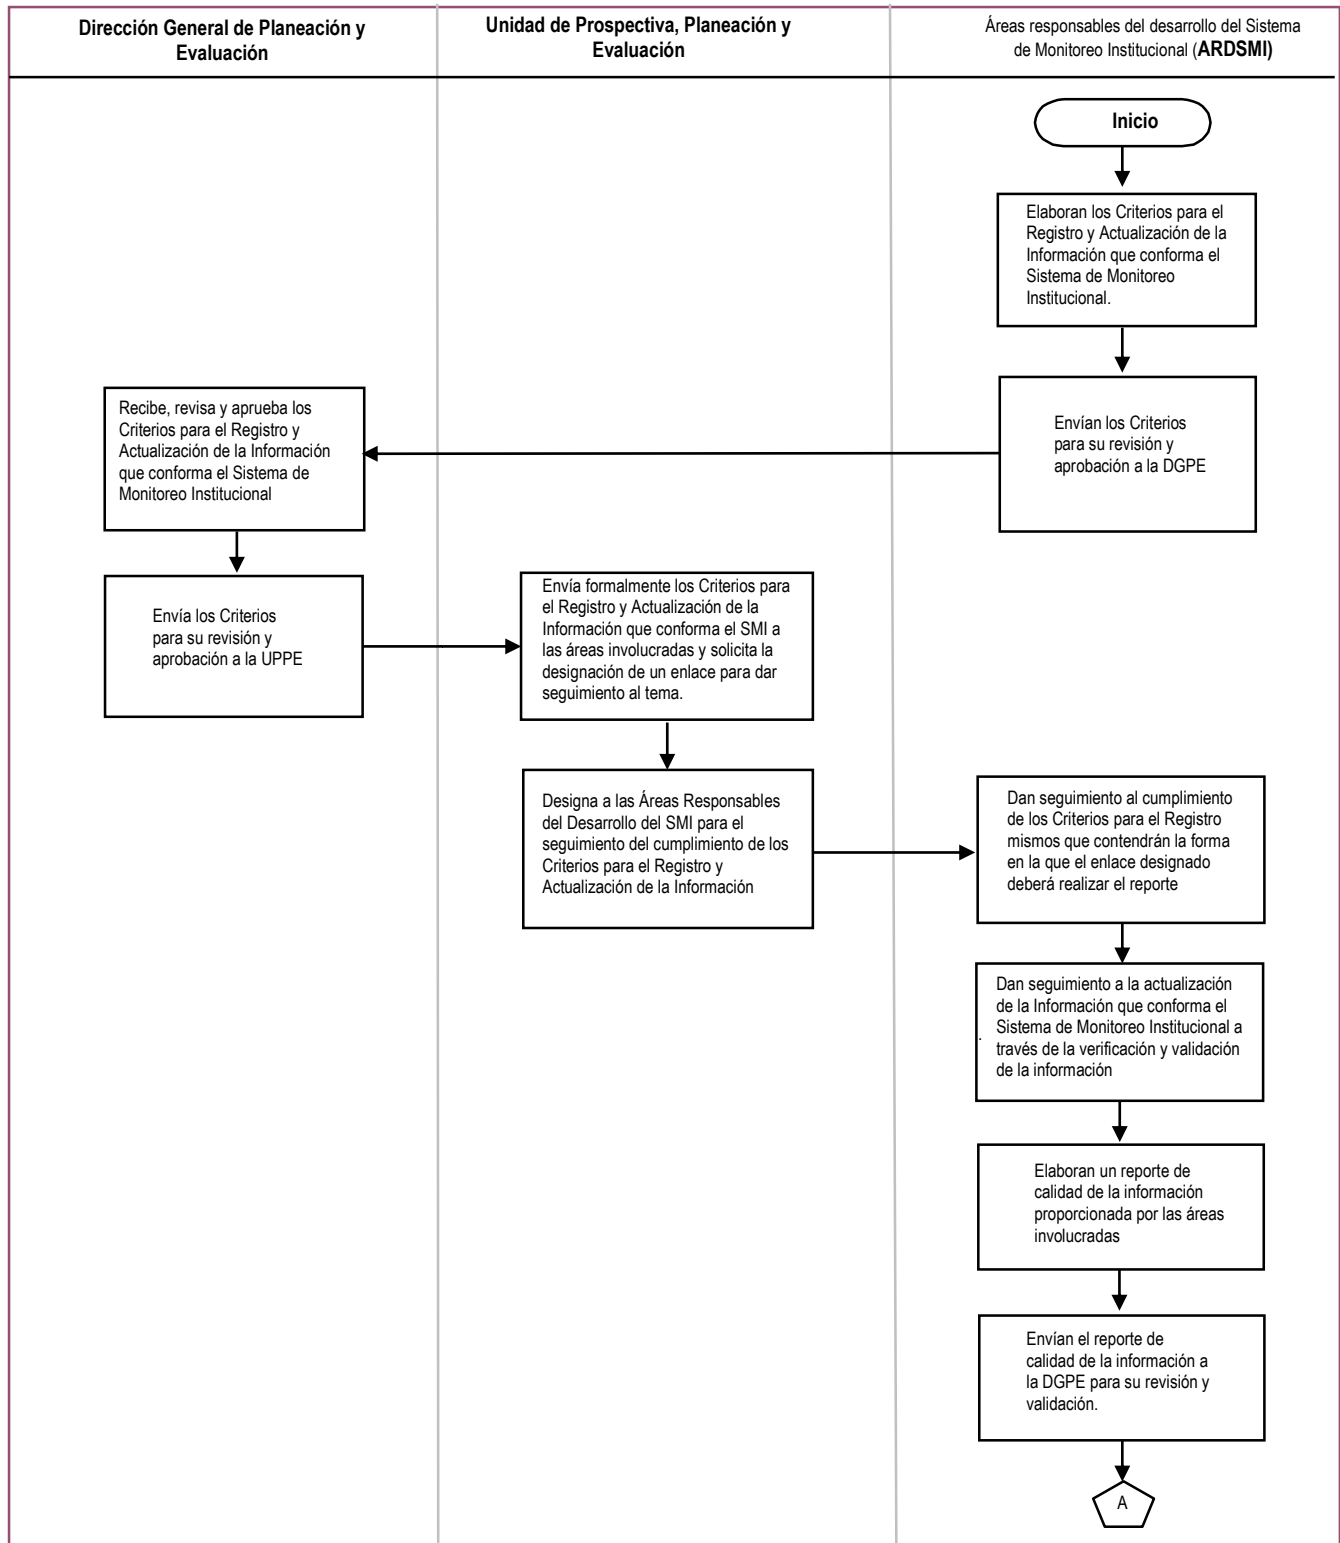 Dirección General de Planeación y
Evaluación
Unidad de Prospectiva, Planeación y
Evaluación
Áreas responsables del desarrollo del Sistema
de Monitoreo Institucional (ARDSMI)
Inicio
Elaboran los Criterios para el
Registro y Actualización de la
Información que conforma el
Sistema de Monitoreo
Institucional.
Envían los Criterios
para su revisión y
aprobación a la DGPE
Recibe, revisa y aprueba los
Criterios para el Registro y
Actualización de la Información
que conforma el Sistema de
Monitoreo Institucional
Envía los Criterios
para su revisión y
aprobación a la UPPE
Envía formalmente los Criterios para
el Registro y Actualización de la
Información que conforma el SMI a
las áreas involucradas y solicita la
designación de un enlace para dar
seguimiento al tema.
Designa a las Áreas Responsables
del Desarrollo del SMI para el
seguimiento del cumplimiento de los
Criterios para el Registro y
Actualización de la Información
Dan seguimiento al cumplimiento
de los Criterios para el Registro
mismos que contendrán la forma
en la que el enlace designado
deberá realizar el reporte
Dan seguimiento a la actualización
de la Información que conforma el
Sistema de Monitoreo Institucional a
. través de la verificación y validación
de la información
Elaboran un reporte de
calidad de la información
proporcionada por las áreas
involucradas
Envían el reporte de
calidad de la información a
la DGPE para su revisión y
validación.
A